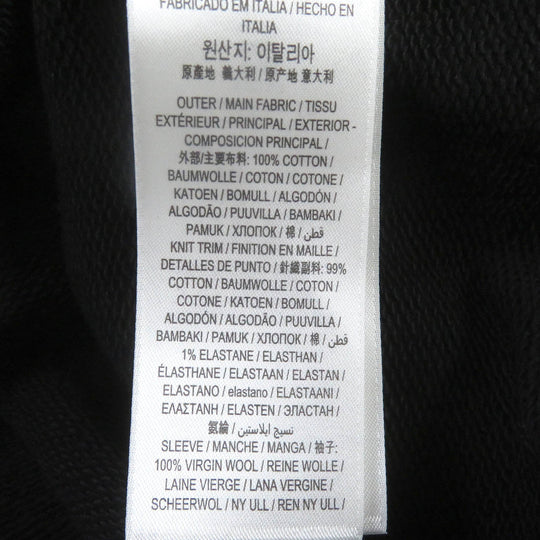 FABRICADO EM ITALIA / HECHO EN
ITALIA
원산지: 이탈리아
原產地 義大利 / 原产地 意大利
OUTER / MAIN FABRIC / TISSU
EXTÉRIEUR / PRINCIPAL / EXTERIOR -
COMPOSICION PRINCIPAL /
外部/主要布料: 100% COTTON /
BAUMWOLLE / COTON / COTONE /
KATOEN / BOMULL / ALGODÓN /
ALGODÃO / PUUVILLA / BAMBAKI /
PAMUK / ХЛОПОК / 棉 / قطن /
KNIT TRIM / FINITION EN MAILLE /
DETALLES DE PUNTO / 針織副料: 99%
COTTON / BAUMWOLLE / COTON /
COTONE / KATOEN / BOMULL /
ALGODÓN / ALGODÃO / PUUVILLA /
BAMBAKI / PAMUK / ХЛОПОК / 棉 / قطن /
1% ELASTANE / ELASTHAN /
ÉLASTHANE / ELASTAAN / ELASTAN /
ELASTANO / elastano / ELASTAANI /
ΕΛΑΣΤΑΝΗ / ELASTEN / ЭЛАСТАН /
氨綸 / نسيج ايلاستين /
SLEEVE / MANCHE / MANGA / 袖子:
100% VIRGIN WOOL / REINE WOLLE /
LAINE VIERGE / LANA VERGINE /
SCHEERWOL / NY ULL / REN NY ULL /